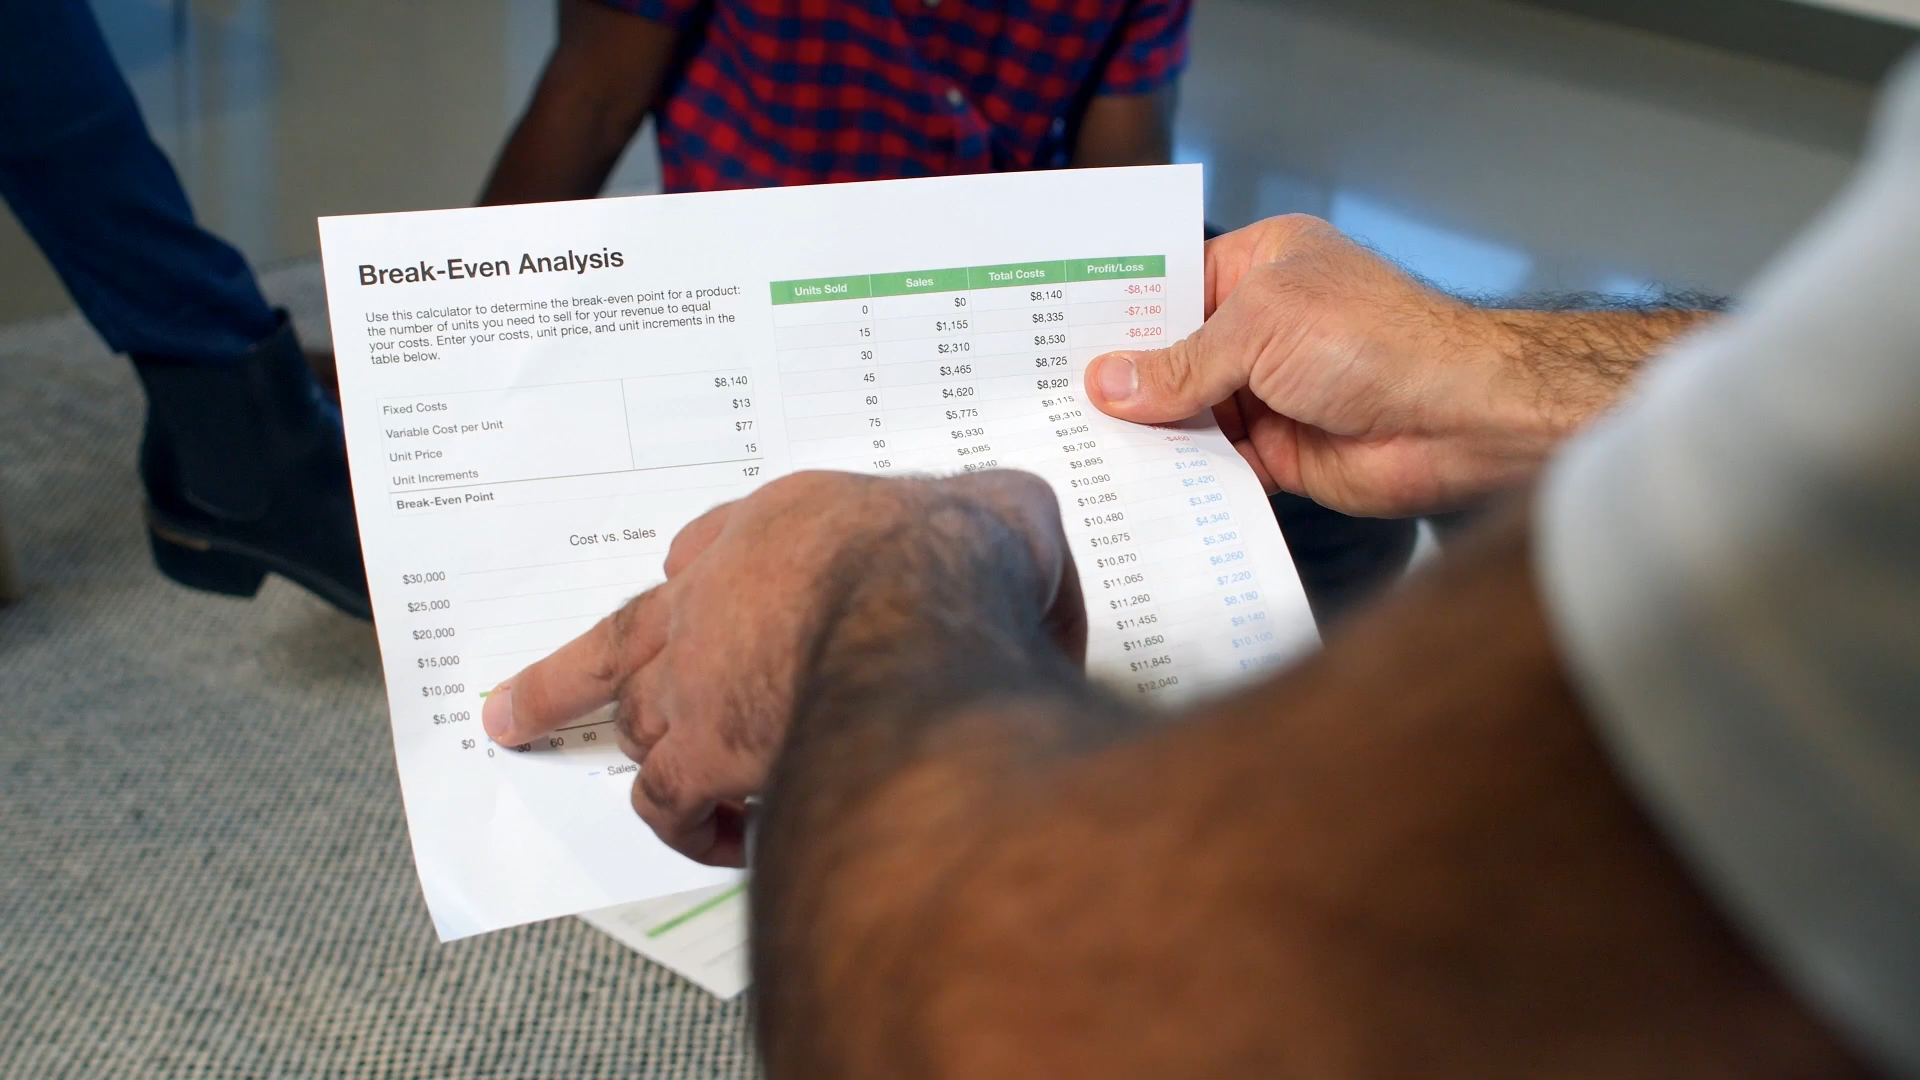 Break-Even Analysis
Use this calculator to determine the break-even point for a product:
the number of units you need to sell for your revenue to equal
your costs. Enter your costs, unit price, and unit increments in the
table below.
Fixed Costs $8,140
Variable Cost per Unit $13
Unit Price $77
Unit Increments 15
Break-Even Point 127
Cost vs. Sales
$30,000
$25,000
$20,000
$15,000
$10,000
$5,000
$0
0 30 60 90
Sales
Units Sold Sales Total Costs Profit/Loss
0 $0 $8,140 -$8,140
15 $1,155 $8,335 -$7,180
30 $2,310 $8,530 -$6,220
45 $3,465 $8,725
60 $4,620 $8,920
75 $5,775 $9,115
90 $6,930 $9,310
105 $8,085 $9,505
$9,240 $9,700 -$460
$9,895 $500
$10,090 $1,460
$10,285 $2,420
$10,480 $3,380
$10,675 $4,340
$10,870 $5,300
$11,065 $6,260
$11,260 $7,220
$11,455 $8,180
$11,650 $9,140
$11,845 $10,100
$12,040